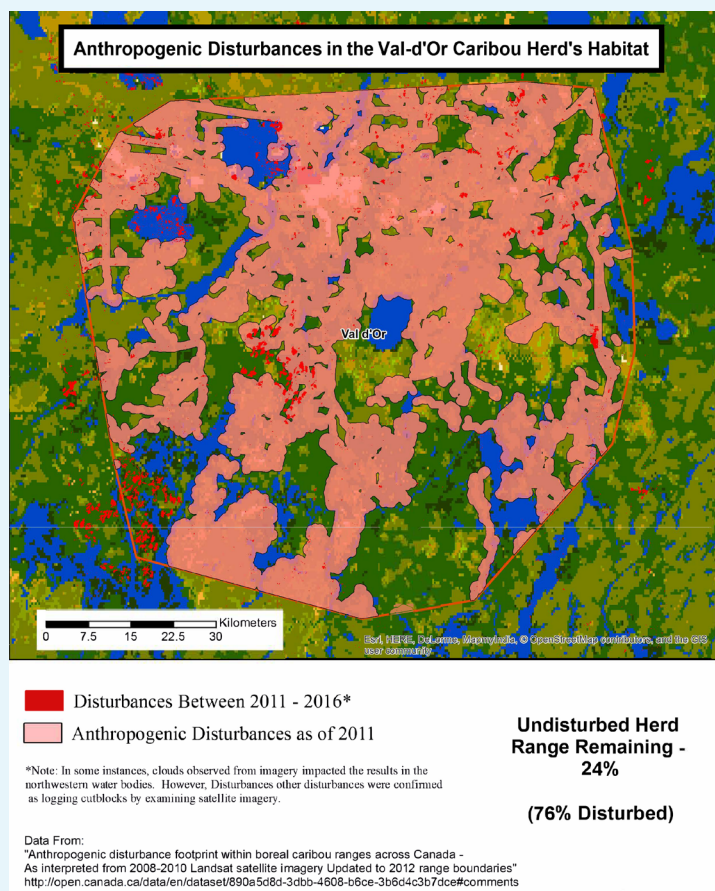 Anthropogenic Disturbances in the Val-d'Or Caribou Herd's Habitat
Val d'Or
Kilometers
0 7.5 15 22.5 30
Esri, HERE, DeLorme, MapmyIndia, © OpenStreetMap contributors, and the GIS
user community
Disturbances Between 2011 - 2016*
Anthropogenic Disturbances as of 2011
*Note: In some instances, clouds observed from imagery impacted the results in the
northwestern water bodies. However, Disturbances other disturbances were confirmed
as logging cutblocks by examining satellite imagery.
Undisturbed Herd
Range Remaining -
24%
(76% Disturbed)
Data From:
"Anthropogenic disturbance footprint within boreal caribou ranges across Canada -
As interpreted from 2008-2010 Landsat satellite imagery Updated to 2012 range boundaries"
http://open.canada.ca/data/en/dataset/890a5d8d-3dbb-4608-b6ce-3b6d4c3b7dce#comments